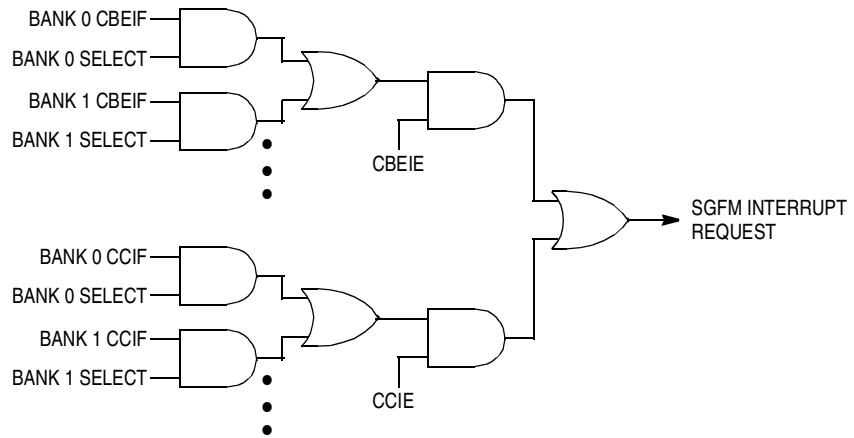 BANK 0 CBEIF
BANK 0 SELECT
BANK 1 CBEIF
BANK 1 SELECT
CBEIE
SGFM INTERRUPT
REQUEST
BANK 0 CCIF
BANK 0 SELECT
BANK 1 CCIF
BANK 1 SELECT
CCIE